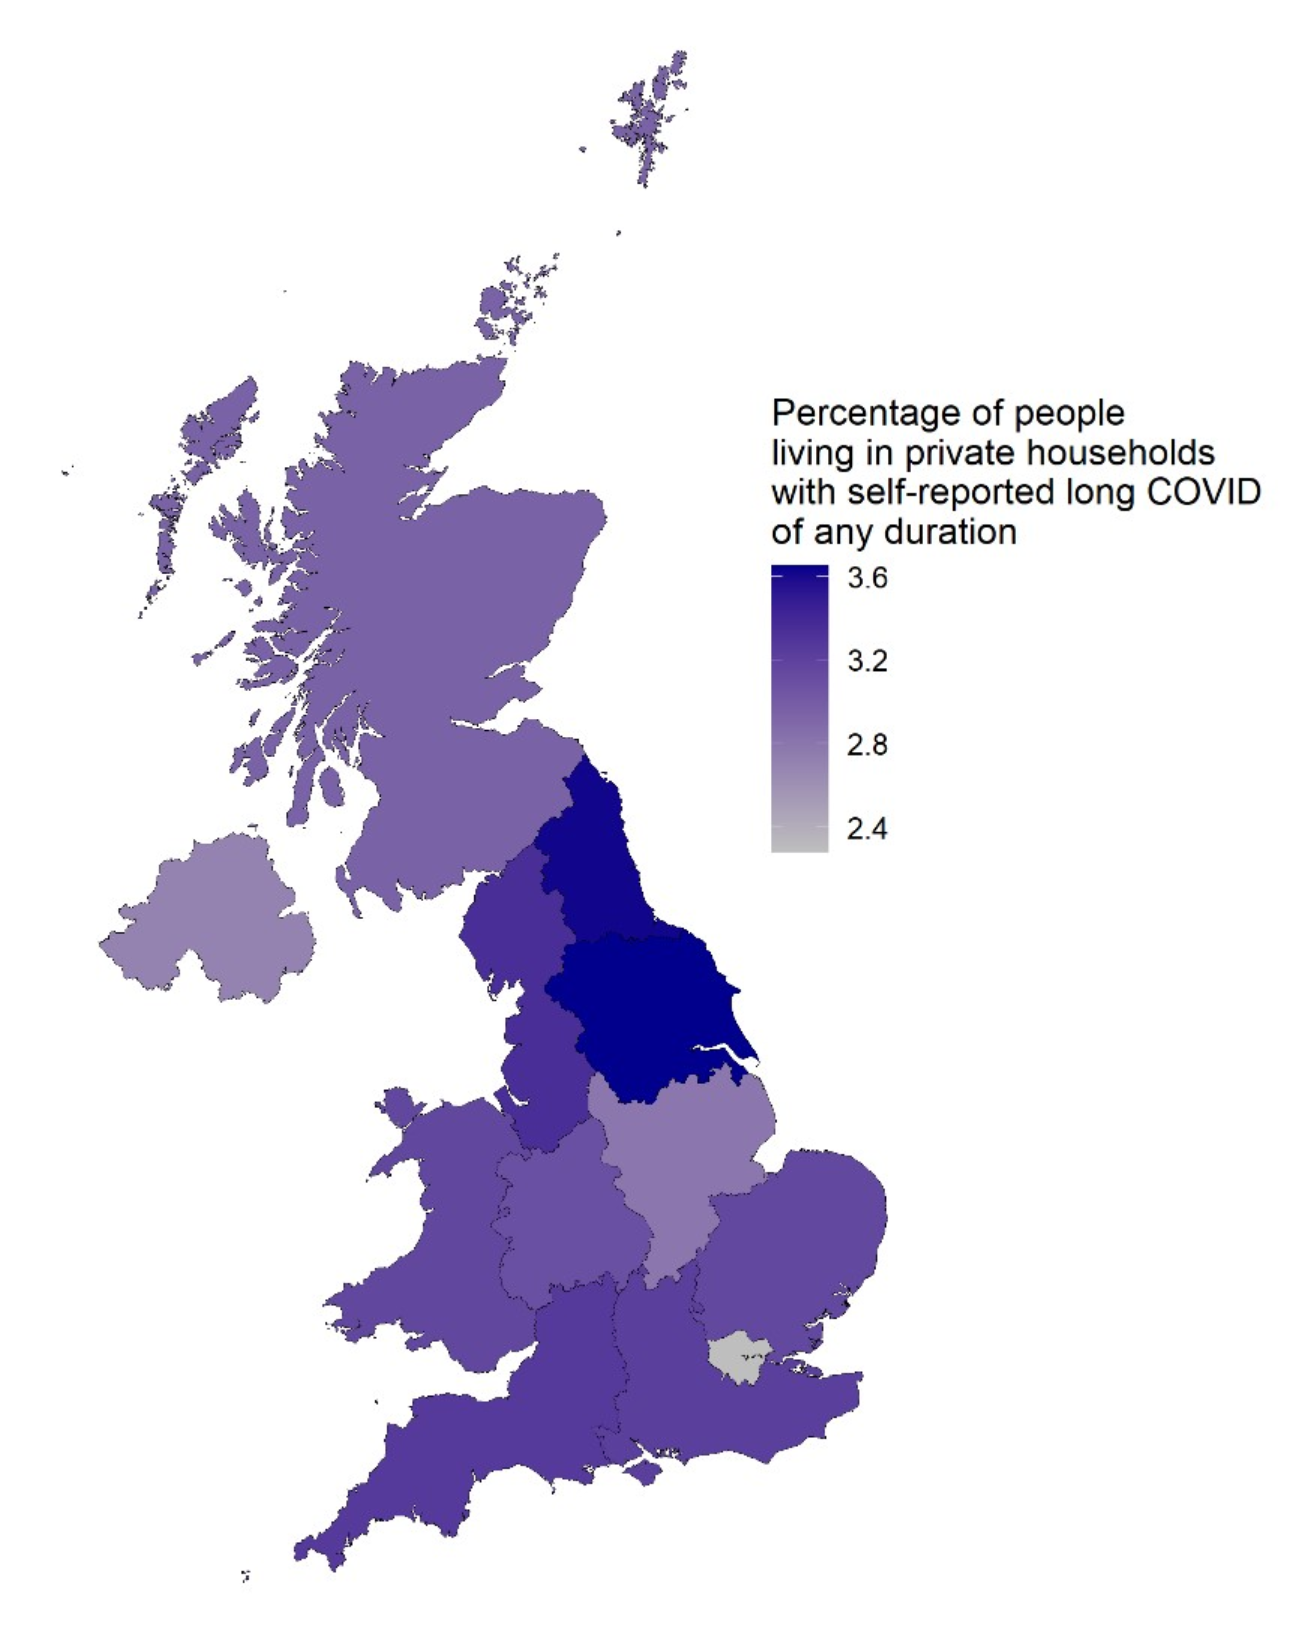 Percentage of people
living in private households
with self-reported long COVID
of any duration
3.6
3.2
2.8
2.4